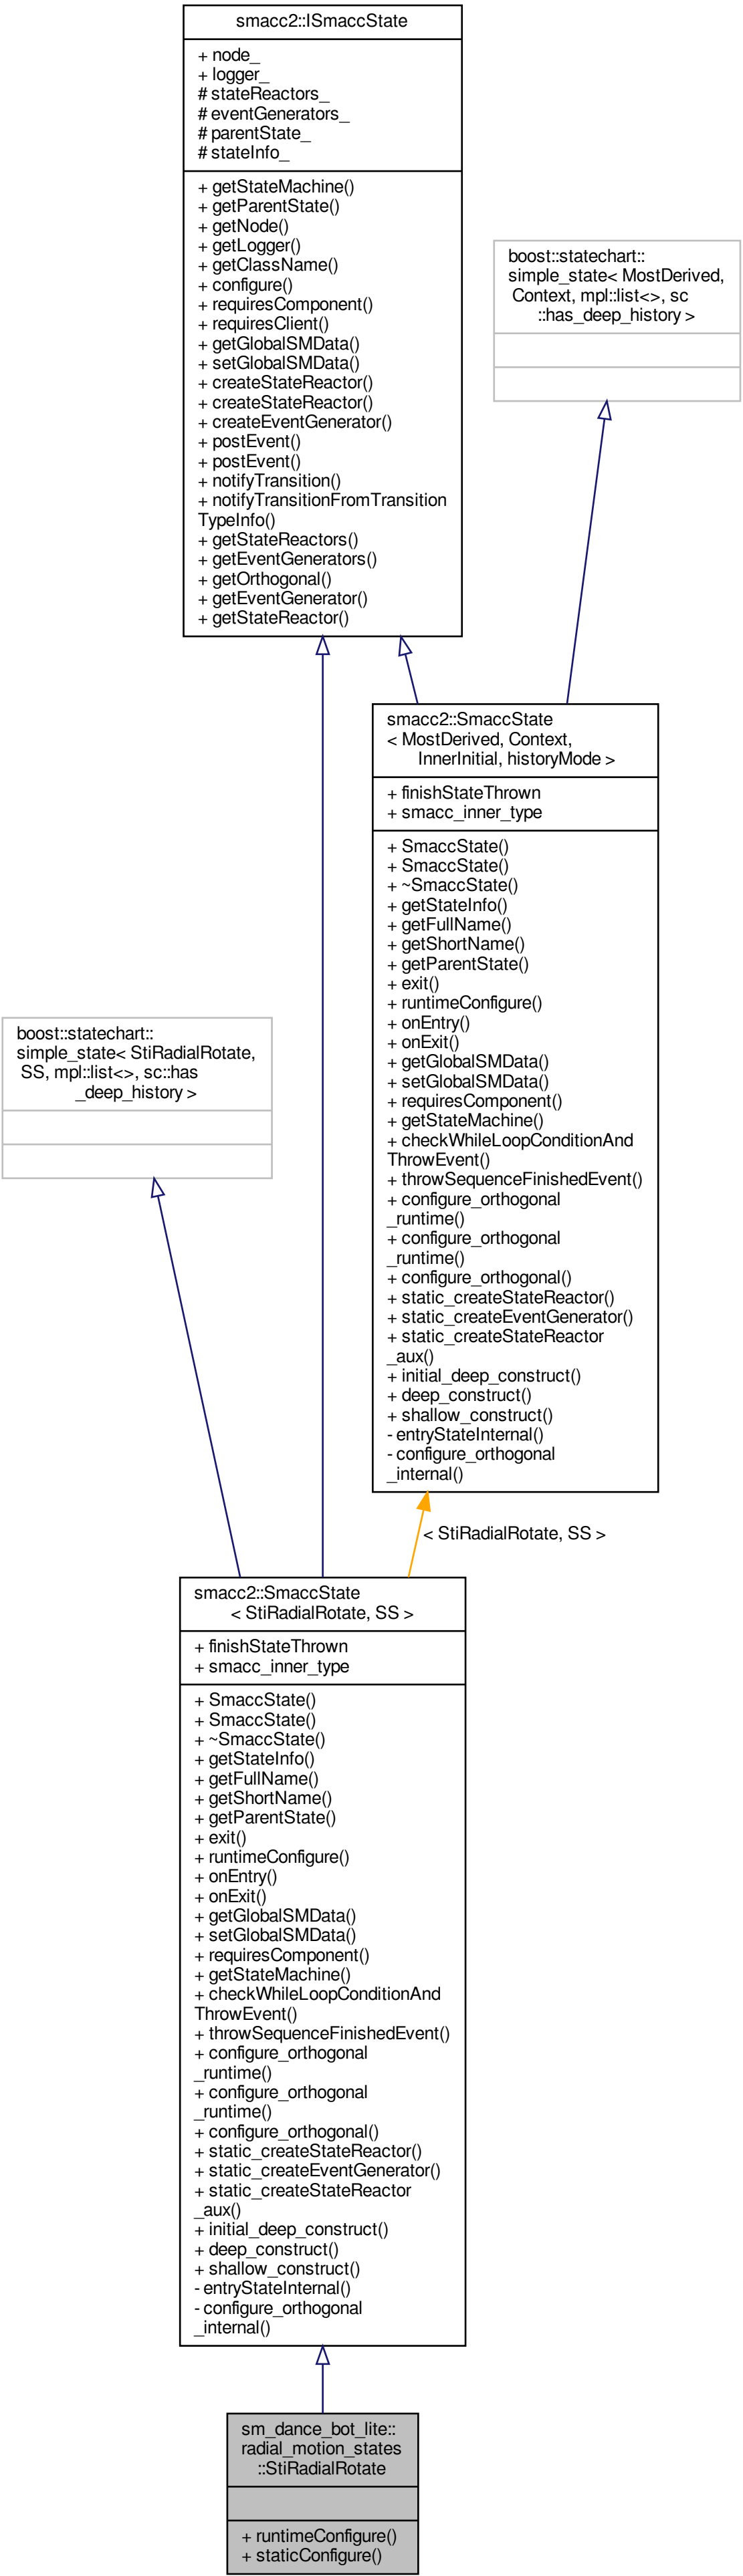 smacc2::ISmaccState
+ node_
+ logger_
# stateReactors_
# eventGenerators_
# parentState_
# stateInfo_
+ getStateMachine()
+ getParentState()
+ getNode()
+ getLogger()
+ getClassName()
+ configure()
+ requiresComponent()
+ requiresClient()
+ getGlobalSMData()
+ setGlobalSMData()
+ createStateReactor()
+ createStateReactor()
+ createEventGenerator()
+ postEvent()
+ postEvent()
+ notifyTransition()
+ notifyTransitionFromTransition
TypeInfo()
+ getStateReactors()
+ getEventGenerators()
+ getOrthogonal()
+ getEventGenerator()
+ getStateReactor()
boost::statechart::
simple_state< MostDerived,
Context, mpl::list<>, sc
::has_deep_history >
smacc2::SmaccState
< MostDerived, Context,
InnerInitial, historyMode >
+ finishStateThrown
+ smacc_inner_type
+ SmaccState()
+ SmaccState()
+ ~SmaccState()
+ getStateInfo()
+ getFullName()
+ getShortName()
+ getParentState()
+ exit()
+ runtimeConfigure()
+ onEntry()
+ onExit()
+ getGlobalSMData()
+ setGlobalSMData()
+ requiresComponent()
+ getStateMachine()
+ checkWhileLoopConditionAnd
ThrowEvent()
+ throwSequenceFinishedEvent()
+ configure_orthogonal
_runtime()
+ configure_orthogonal
_runtime()
+ configure_orthogonal()
+ static_createStateReactor()
+ static_createEventGenerator()
+ static_createStateReactor
_aux()
+ initial_deep_construct()
+ deep_construct()
+ shallow_construct()
- entryStateInternal()
- configure_orthogonal
_internal()
boost::statechart::
simple_state< StiRadialRotate,
SS, mpl::list<>, sc::has
_deep_history >
< StiRadialRotate, SS >
smacc2::SmaccState
< StiRadialRotate, SS >
+ finishStateThrown
+ smacc_inner_type
+ SmaccState()
+ SmaccState()
+ ~SmaccState()
+ getStateInfo()
+ getFullName()
+ getShortName()
+ getParentState()
+ exit()
+ runtimeConfigure()
+ onEntry()
+ onExit()
+ getGlobalSMData()
+ setGlobalSMData()
+ requiresComponent()
+ getStateMachine()
+ checkWhileLoopConditionAnd
ThrowEvent()
+ throwSequenceFinishedEvent()
+ configure_orthogonal
_runtime()
+ configure_orthogonal
_runtime()
+ configure_orthogonal()
+ static_createStateReactor()
+ static_createEventGenerator()
+ static_createStateReactor
_aux()
+ initial_deep_construct()
+ deep_construct()
+ shallow_construct()
- entryStateInternal()
- configure_orthogonal
_internal()
sm_dance_bot_lite::
radial_motion_states
::StiRadialRotate
+ runtimeConfigure()
+ staticConfigure()